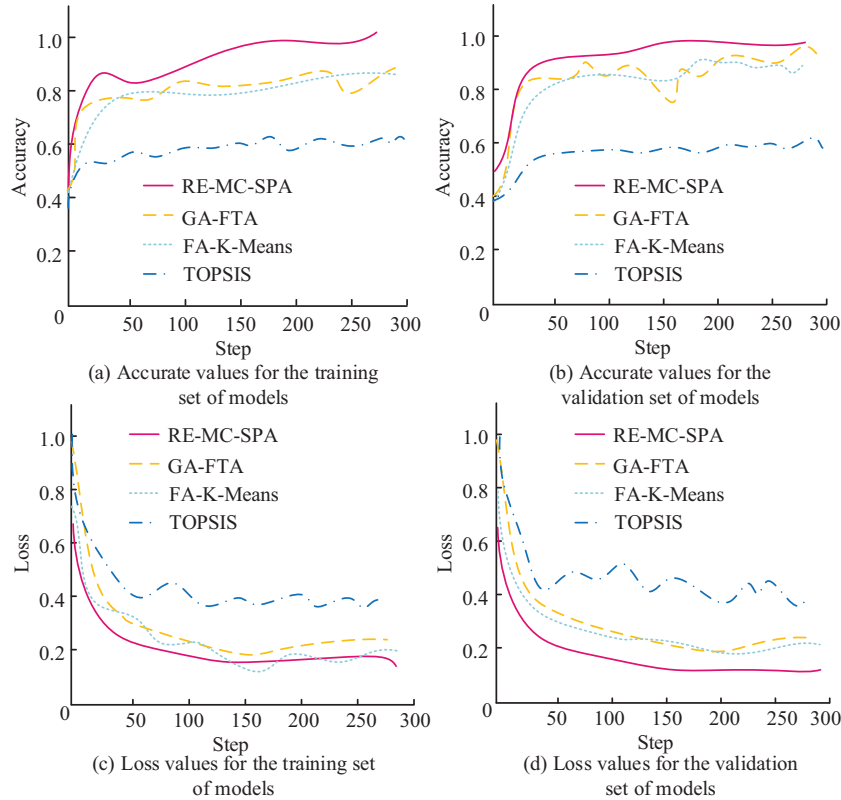 1.0
0.8
0.6
0.4
0.2
0
Accuracy
RE-MC-SPA
GA-FTA
FA-K-Means
TOPSIS
50 100 150 200 250 300
Step
(a) Accurate values for the training
set of models
1.0
0.8
0.6
0.4
0.2
0
Accuracy
RE-MC-SPA
GA-FTA
FA-K-Means
TOPSIS
50 100 150 200 250 300
Step
(b) Accurate values for the
validation set of models
1.0
0.8
0.6
0.4
0.2
0
Loss
RE-MC-SPA
GA-FTA
FA-K-Means
TOPSIS
50 100 150 200 250 300
Step
(c) Loss values for the training set
of models
1.0
0.8
0.6
0.4
0.2
0
Loss
RE-MC-SPA
GA-FTA
FA-K-Means
TOPSIS
50 100 150 200 250 300
Step
(d) Loss values for the validation
set of models